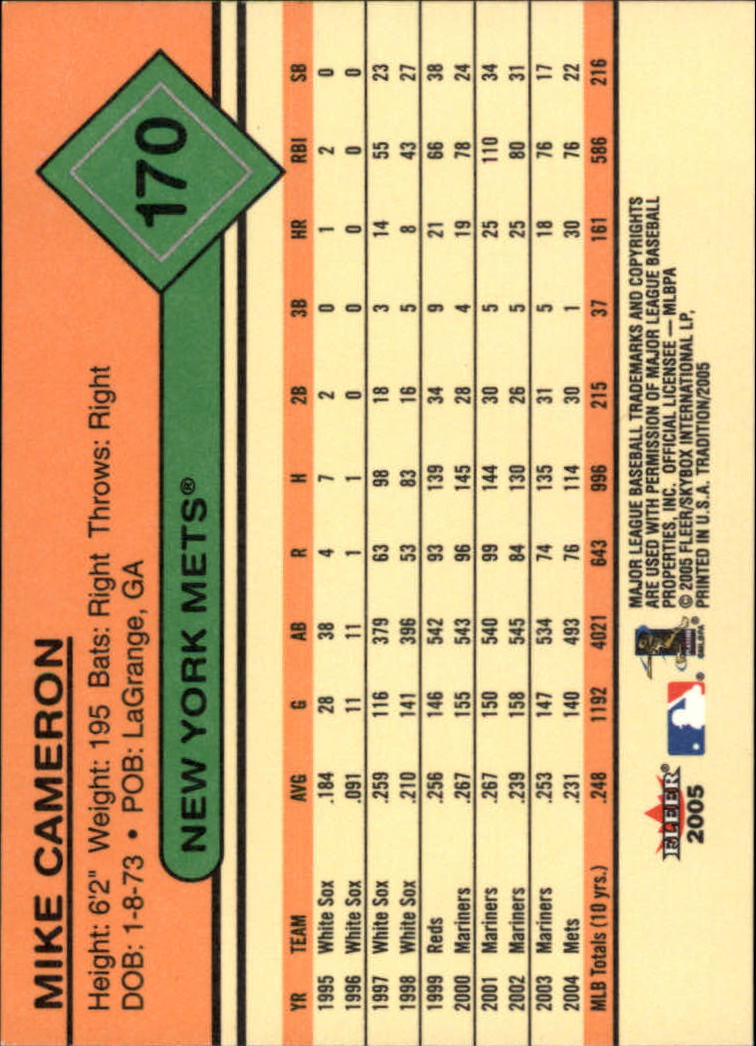 MIKE CAMERON
Height: 6'2" Weight: 195 Bats: Right Throws: Right
DOB: 1-8-73 • POB: LaGrange, GA
170
NEW YORK METS®
YR TEAM AVG G AB R H 2B 3B HR RBI SB
1995 White Sox .184 28 38 4 7 2 0 1 2 0
1996 White Sox .091 11 11 1 1 0 0 0 0 0
1997 White Sox .259 116 379 63 98 18 3 14 55 23
1998 White Sox .210 141 396 53 83 16 5 8 43 27
1999 Reds .256 146 542 93 139 34 9 21 66 38
2000 Mariners .267 155 543 96 145 28 4 19 78 24
2001 Mariners .267 150 540 99 144 30 5 25 110 34
2002 Mariners .239 158 545 84 130 26 5 25 80 31
2003 Mariners .253 147 534 74 135 31 5 18 76 17
2004 Mets .231 140 493 76 114 30 1 30 76 22
MLB Totals (10 yrs.) .248 1192 4021 643 996 215 37 161 586 216
FLEER®
2005
®MLBPA
MAJOR LEAGUE BASEBALL TRADEMARKS AND COPYRIGHTS
ARE USED WITH PERMISSION OF MAJOR LEAGUE BASEBALL
PROPERTIES, INC. OFFICIAL LICENSEE — MLBPA
© 2005 FLEER/SKYBOX INTERNATIONAL LP,
PRINTED IN U.S.A. TRADITION/2005